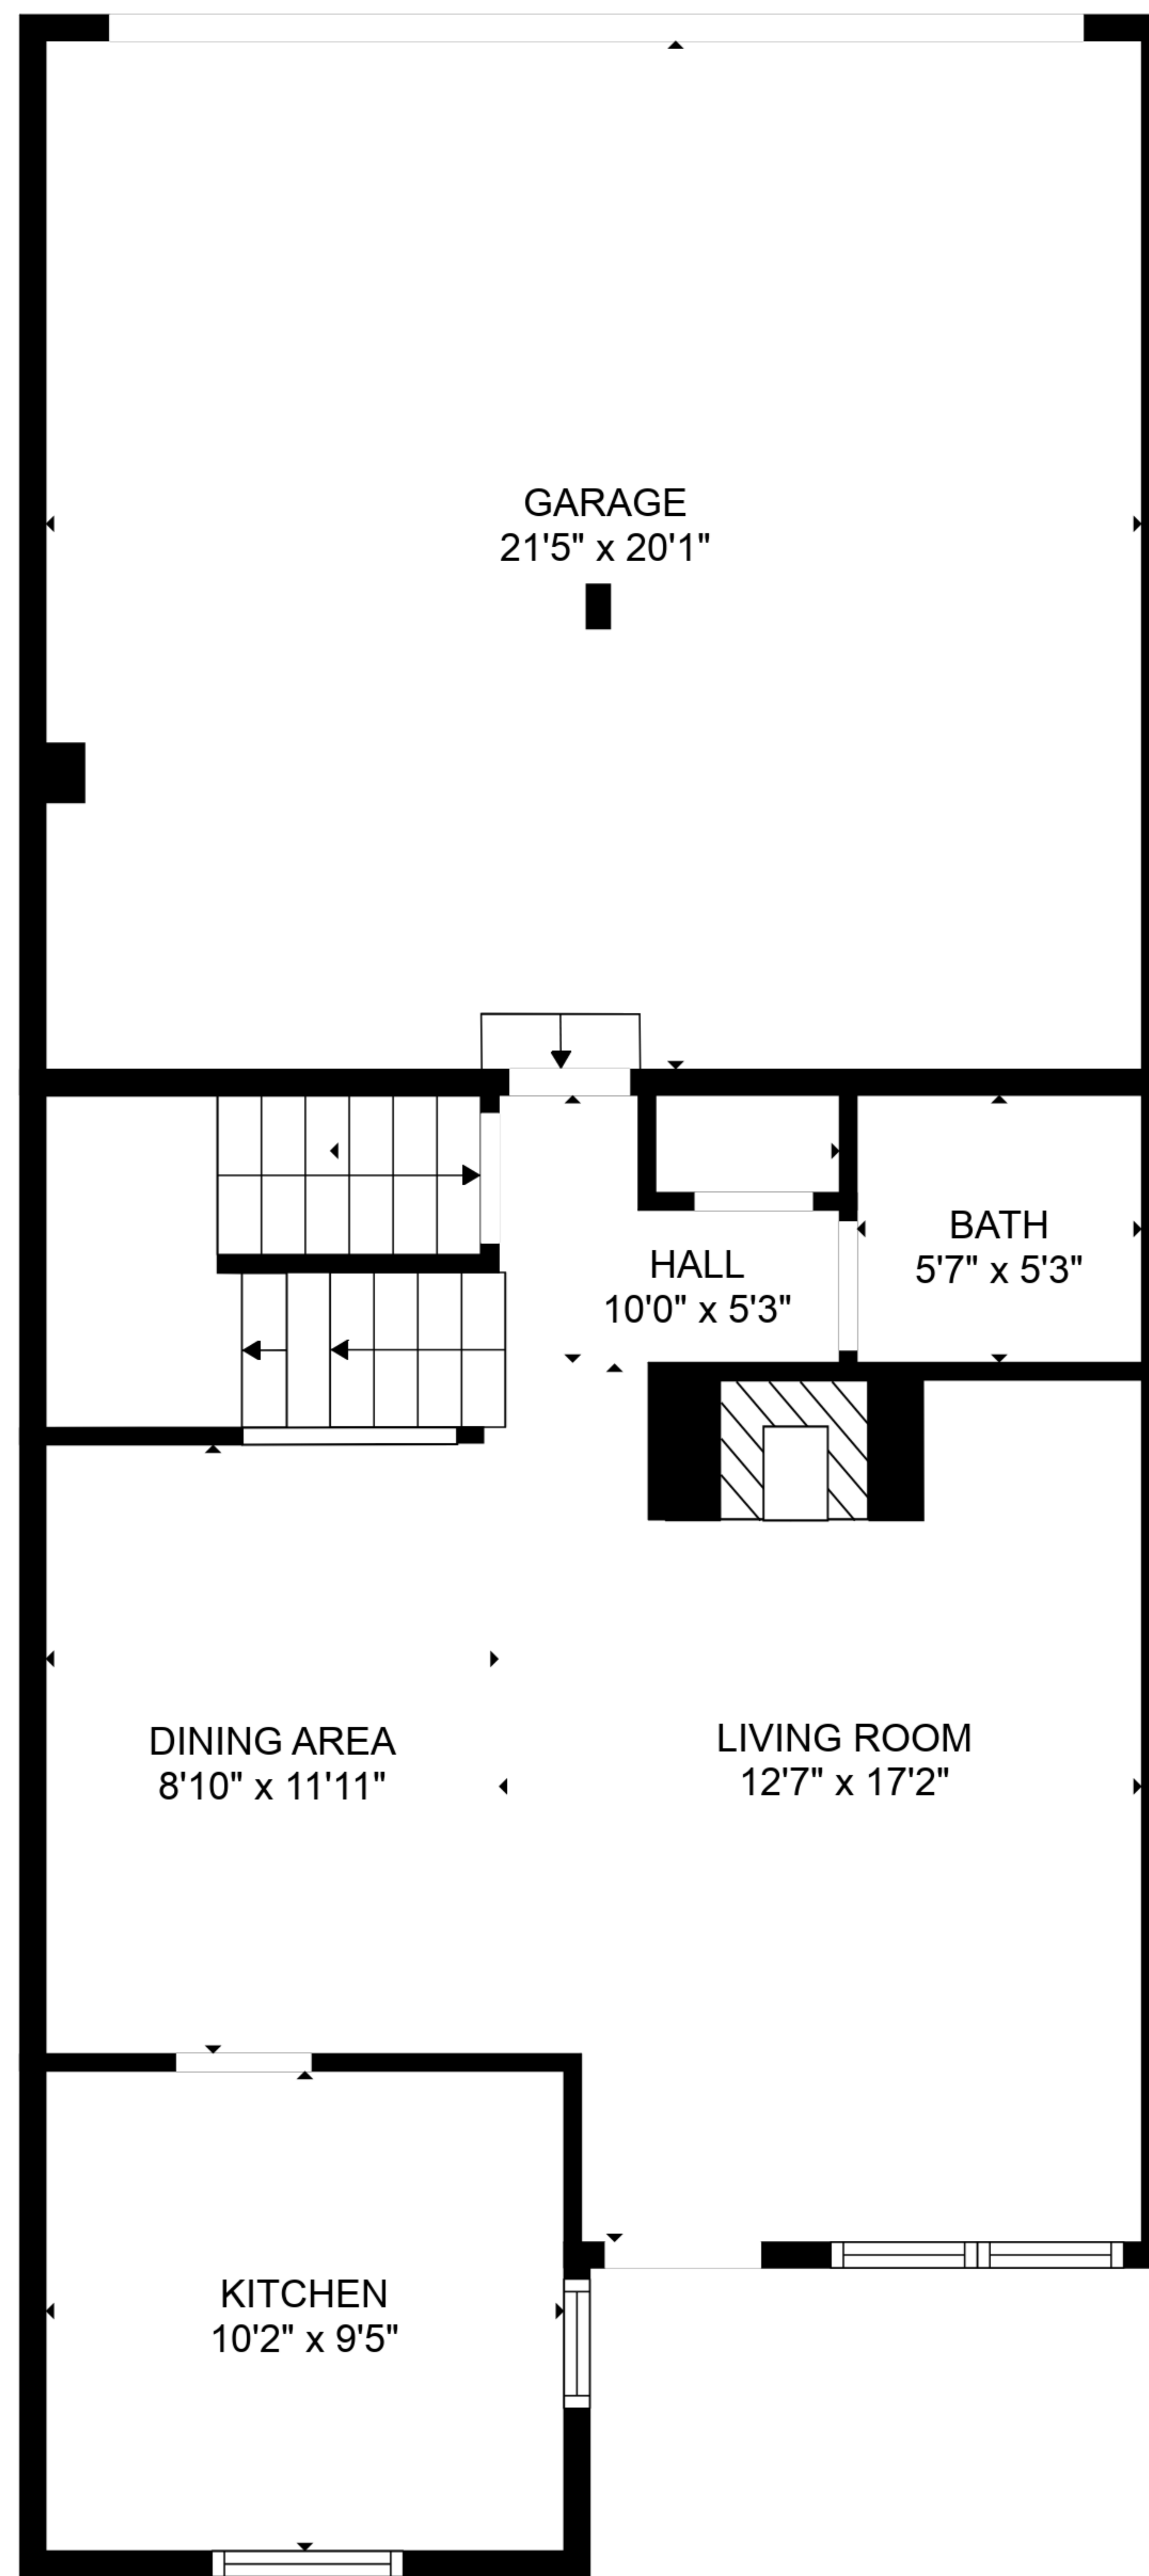 GARAGE
21'5" x 20'1"
BATH
5'7" x 5'3"
HALL
10'0" x 5'3"
DINING AREA
8'10" x 11'11"
LIVING ROOM
12'7" x 17'2"
KITCHEN
10'2" x 9'5"